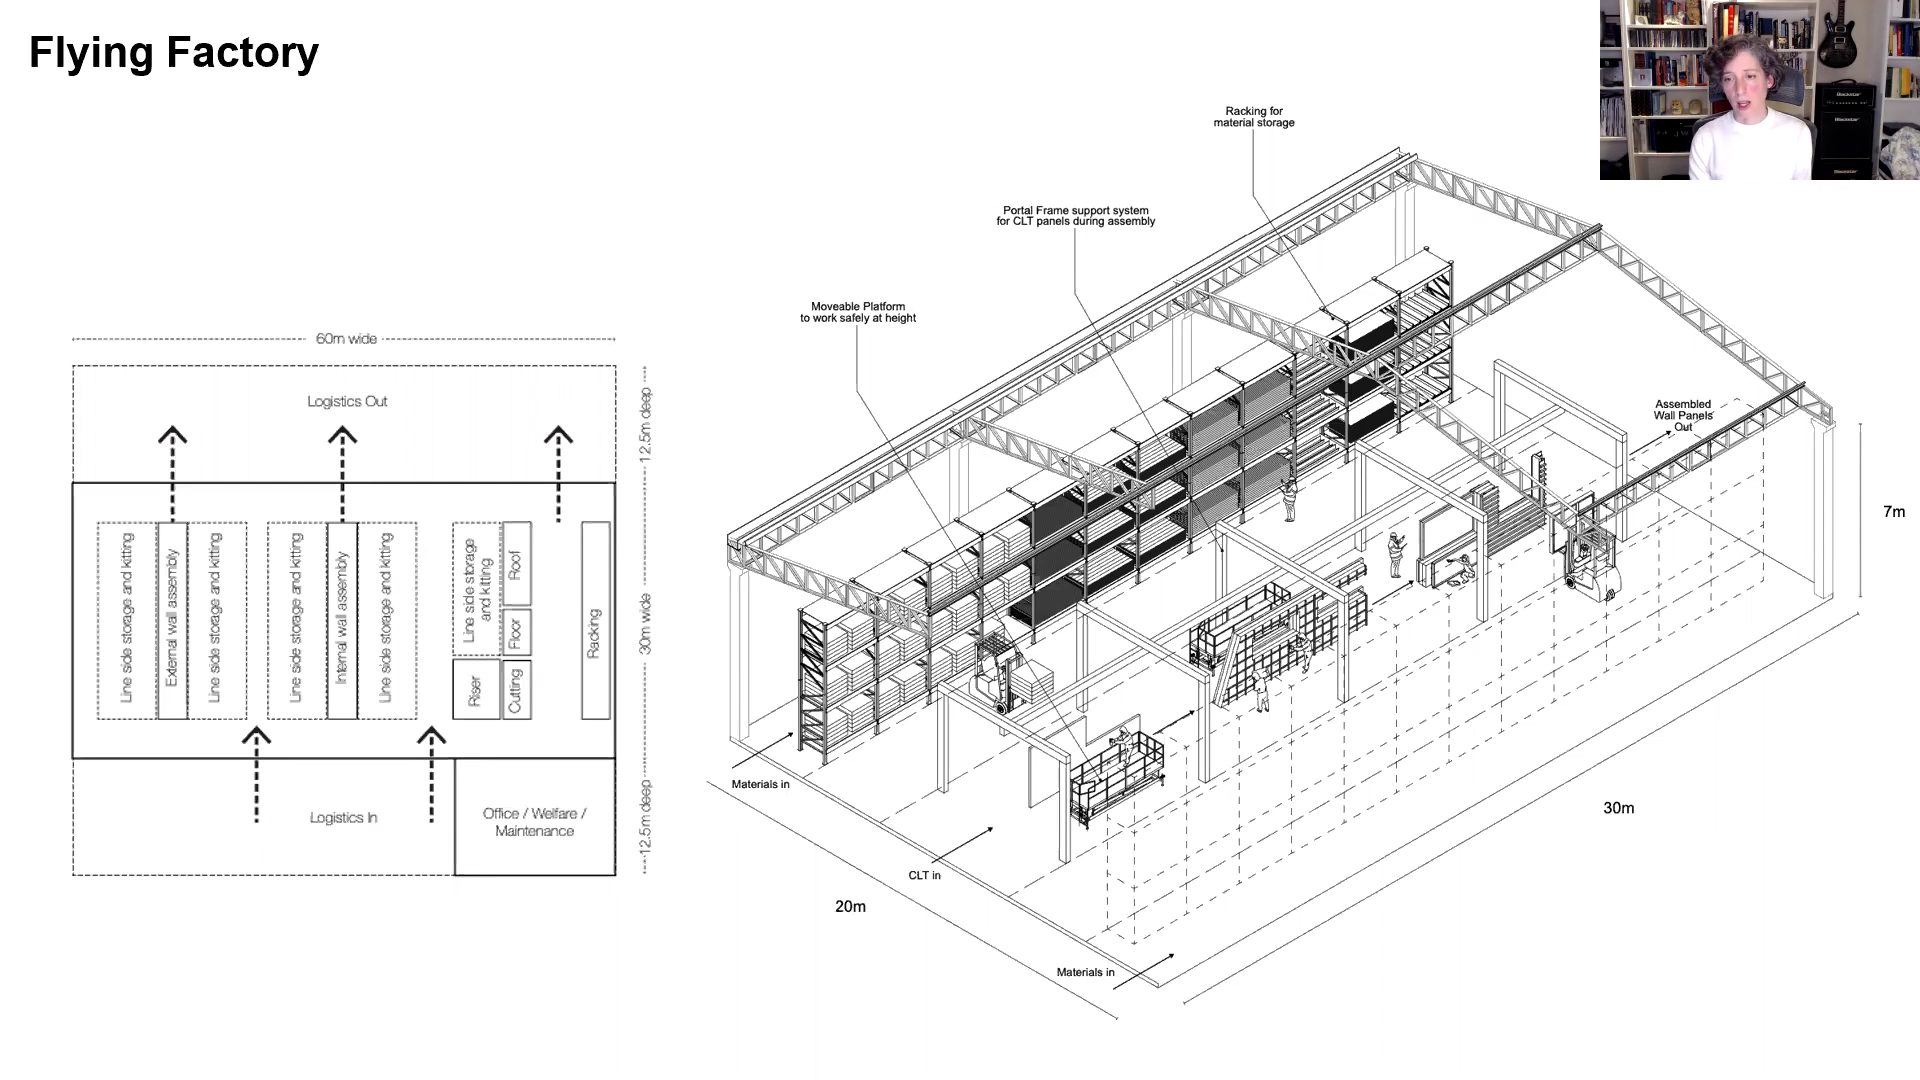 Flying Factory
60m wide
Logistics Out
12.5m deep
Line side storage and kitting
External wall assembly
Line side storage and kitting
Line side storage and kitting
Internal wall assembly
Line side storage and kitting
Line side storage
and kitting
Roof
Floor
Riser
Cutting
Racking
30m wide
Logistics In
Office / Welfare /
Maintenance
12.5m deep
Racking for
material storage
Portal Frame support system
for CLT panels during assembly
Moveable Platform
to work safely at height
Assembled
Wall Panels
Out
7m
30m
20m
Materials in
CLT in
Materials in
Blackstar
Blackstar
Blackstar